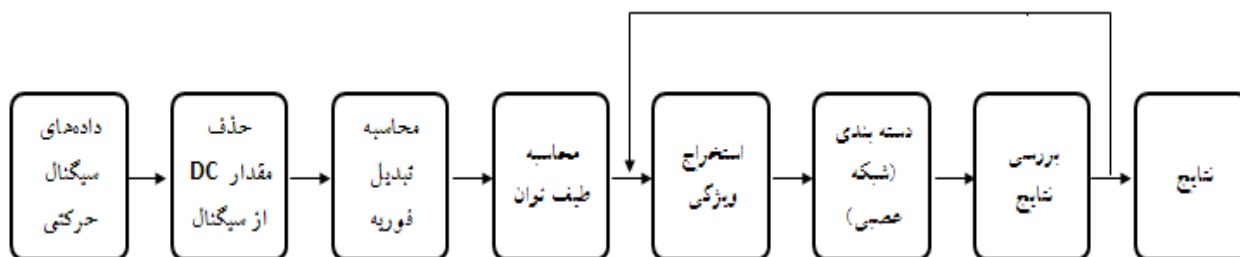 داده‌های
سیگنال
حرکتی
حذف
مقدار DC
از سیگنال
محاسبه
تبدیل
فوریه
محاسبه
طیف توان
استخراج
ویژگی
دسته بندی
(شبکه
عصبی)
بررسی
نتایج
نتایج